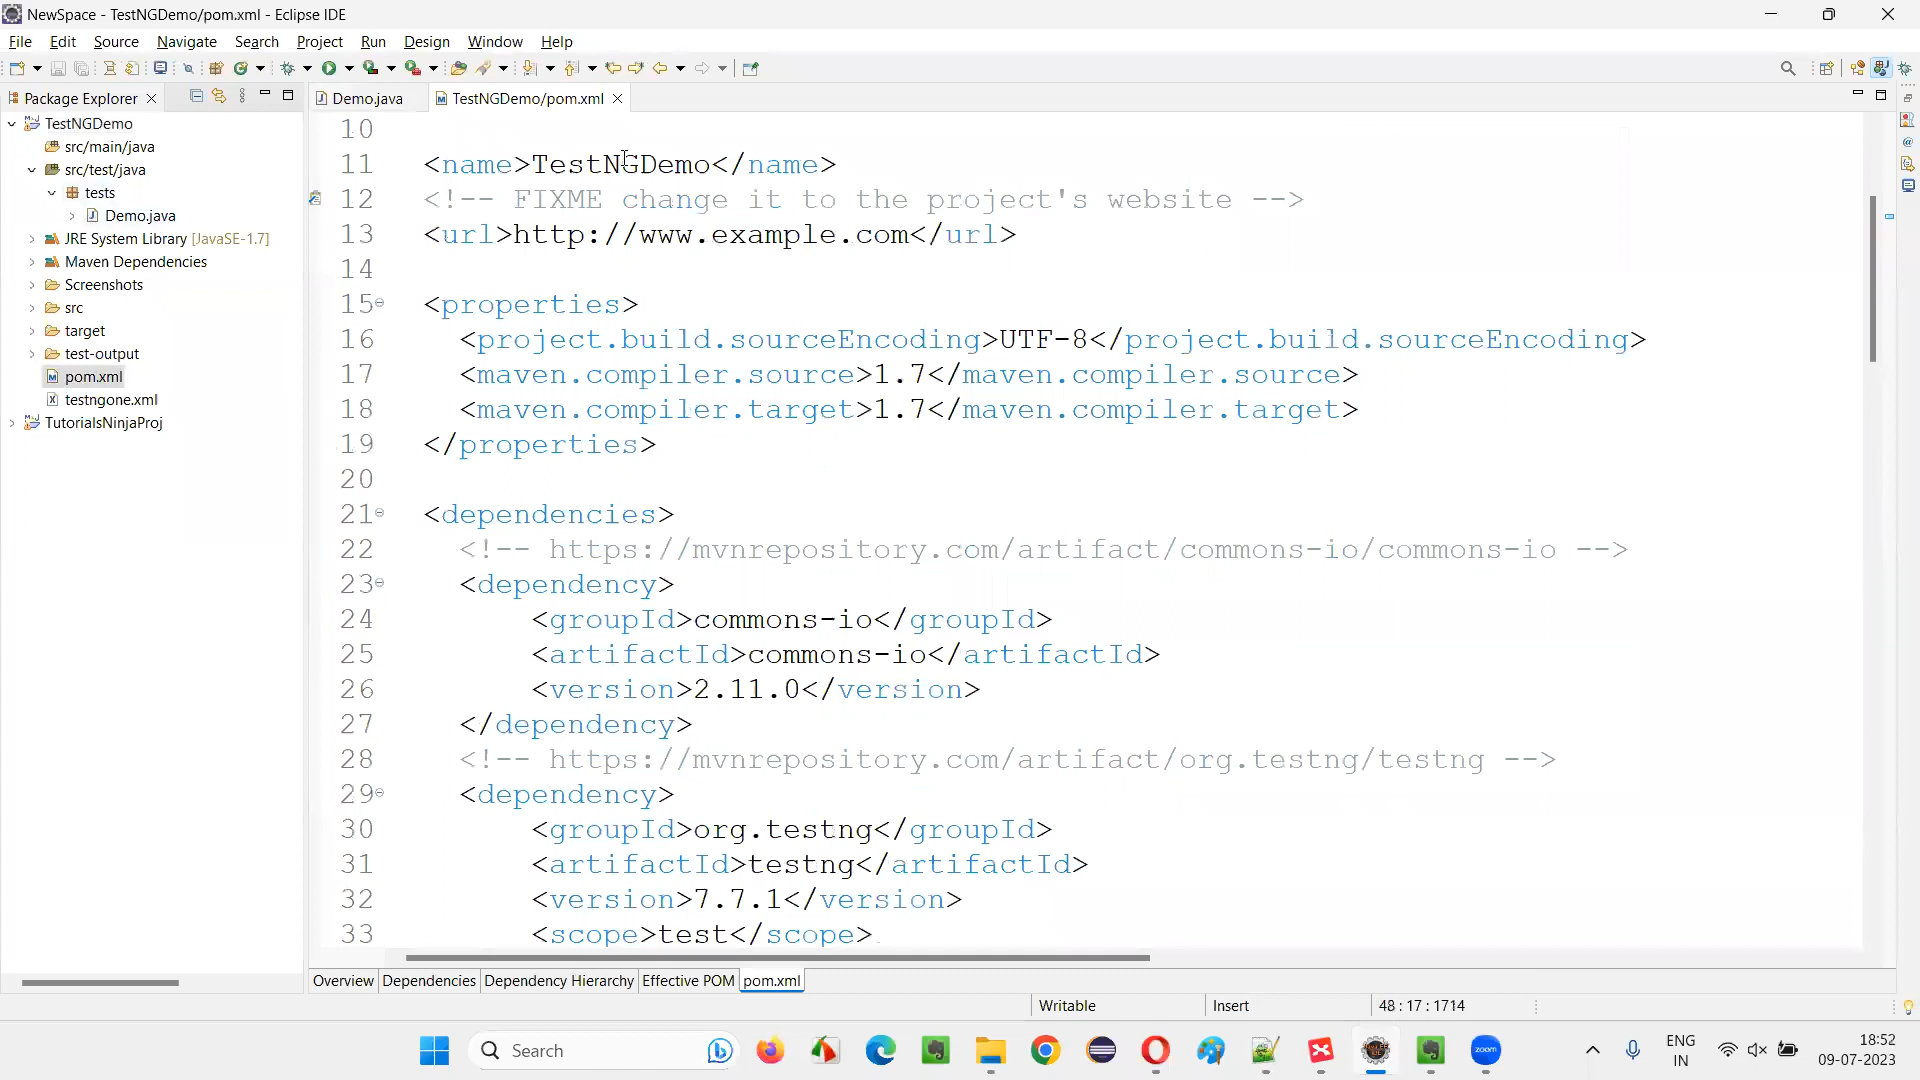 NewSpace - TestNGDemo/pom.xml - Eclipse IDE
File Edit Source Navigate Search Project Run Design Window Help
Package Explorer
Demo.java
TestNGDemo/pom.xml
TestNGDemo
src/main/java
src/test/java
tests
Demo.java
JRE System Library [JavaSE-1.7]
Maven Dependencies
Screenshots
src
target
test-output
pom.xml
testngone.xml
TutorialsNinjaProj
10
11 <name>TestNGDemo</name>
12 <!-- FIXME change it to the project's website -->
13 <url>http://www.example.com</url>
14
15 <properties>
16 <project.build.sourceEncoding>UTF-8</project.build.sourceEncoding>
17 <maven.compiler.source>1.7</maven.compiler.source>
18 <maven.compiler.target>1.7</maven.compiler.target>
19 </properties>
20
21 <dependencies>
22 <!-- https://mvnrepository.com/artifact/commons-io/commons-io -->
23 <dependency>
24 <groupId>commons-io</groupId>
25 <artifactId>commons-io</artifactId>
26 <version>2.11.0</version>
27 </dependency>
28 <!-- https://mvnrepository.com/artifact/org.testng/testng -->
29 <dependency>
30 <groupId>org.testng</groupId>
31 <artifactId>testng</artifactId>
32 <version>7.7.1</version>
33 <scope>test</scope>
Overview Dependencies Dependency Hierarchy Effective POM pom.xml
Writable Insert 48 : 17 : 1714
Search
zoom
ENG
IN
18:52
09-07-2023